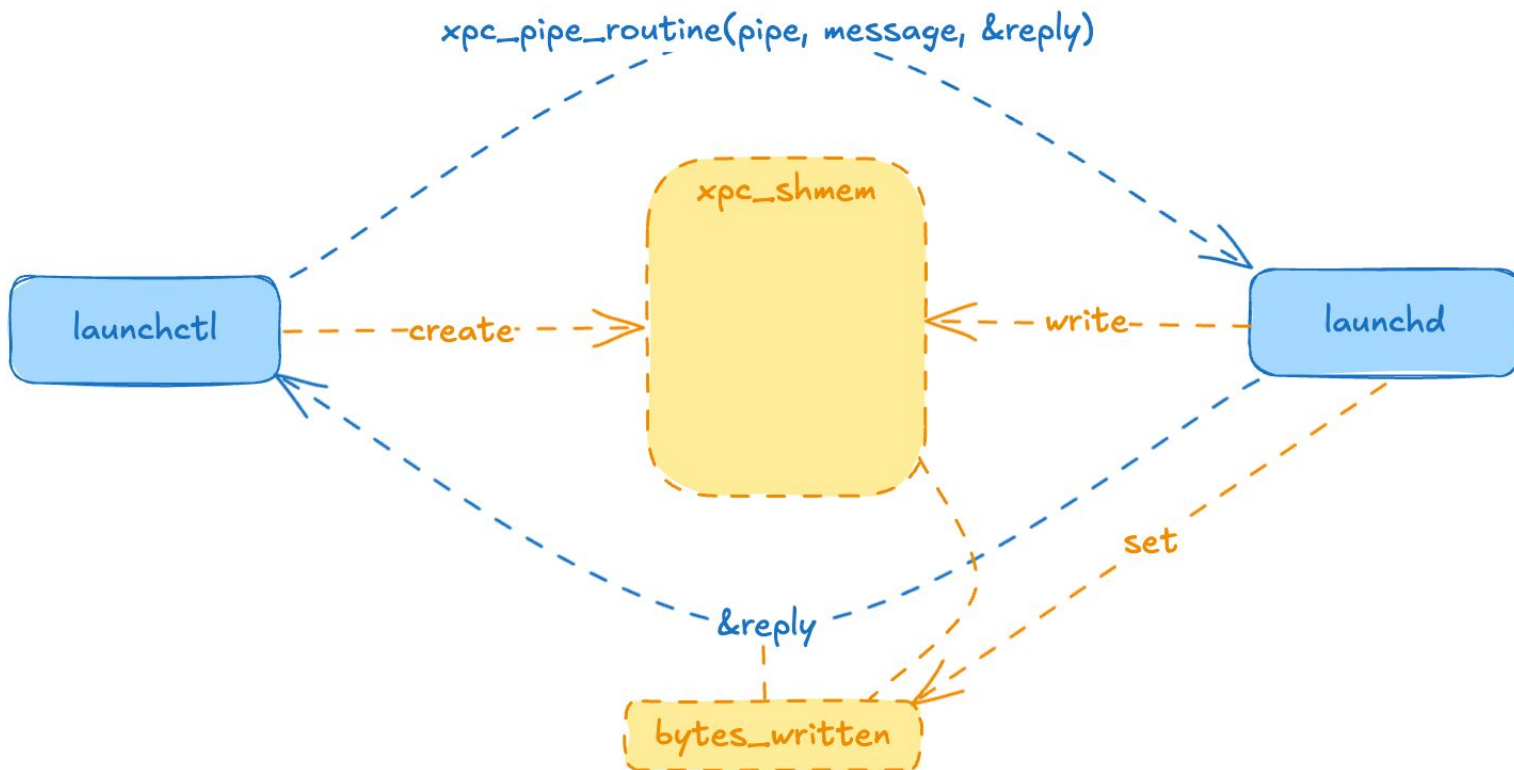 xpc_pipe_routine(pipe, message, &reply)
xpc_shmem
launchctl
create
write
launchd
set
&reply
bytes_written